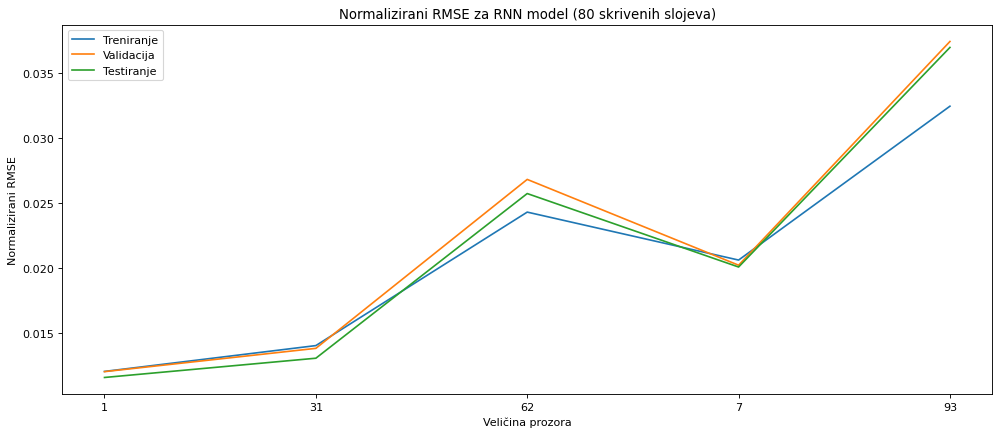 Normalizirani RMSE za RNN model (80 skrivenih slojeva)
Treniranje
Validacija
Testiranje
Normalizirani RMSE
0.035
0.030
0.025
0.020
0.015
1 31 62 7 93
Veličina prozora